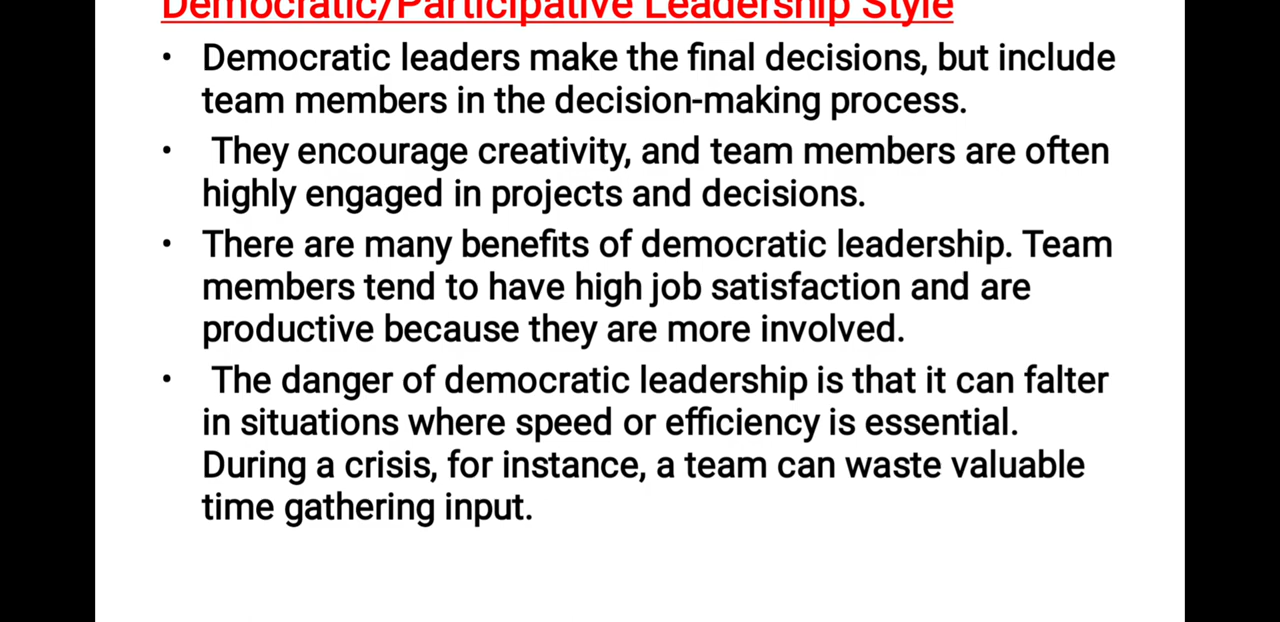 Democratic/Participative Leadership Style
• Democratic leaders make the final decisions, but include
team members in the decision-making process.
• They encourage creativity, and team members are often
highly engaged in projects and decisions.
• There are many benefits of democratic leadership. Team
members tend to have high job satisfaction and are
productive because they are more involved.
• The danger of democratic leadership is that it can falter
in situations where speed or efficiency is essential.
During a crisis, for instance, a team can waste valuable
time gathering input.